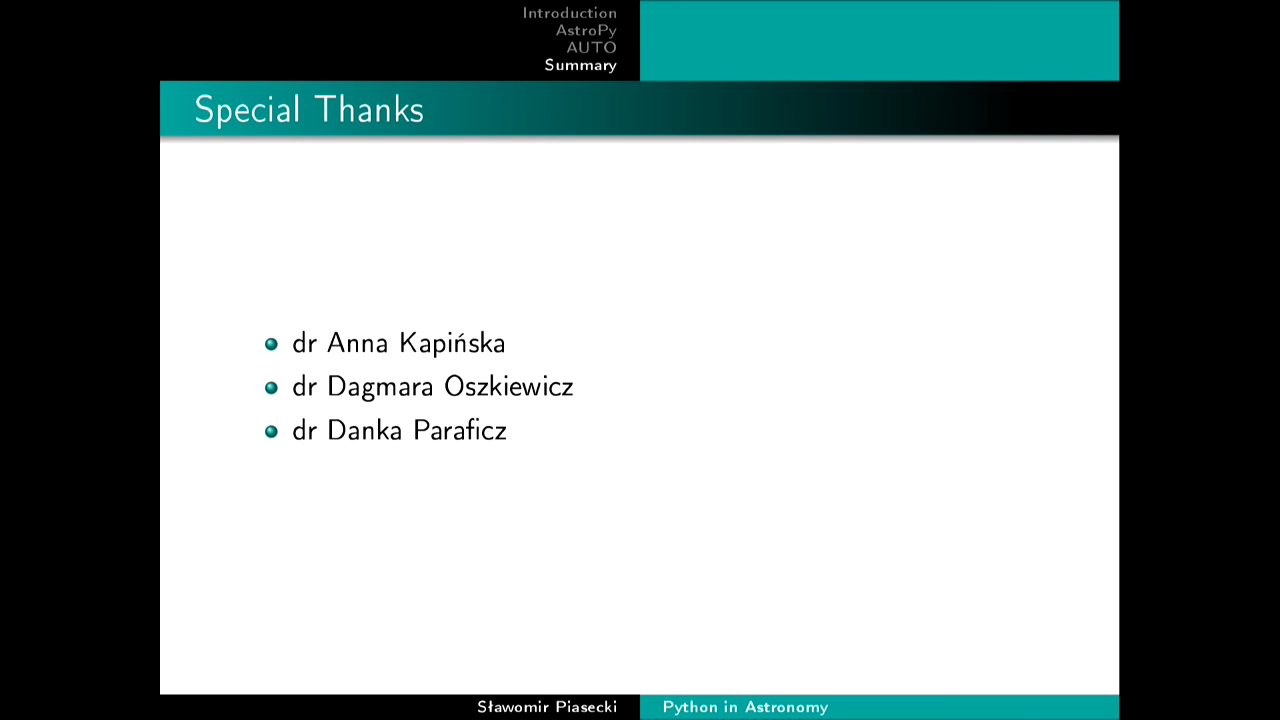 Introduction
AstroPy
AUTO
Summary
Special Thanks
dr Anna Kapińska
dr Dagmara Oszkiewicz
dr Danka Paraficz
Sławomir Piasecki
Python in Astronomy